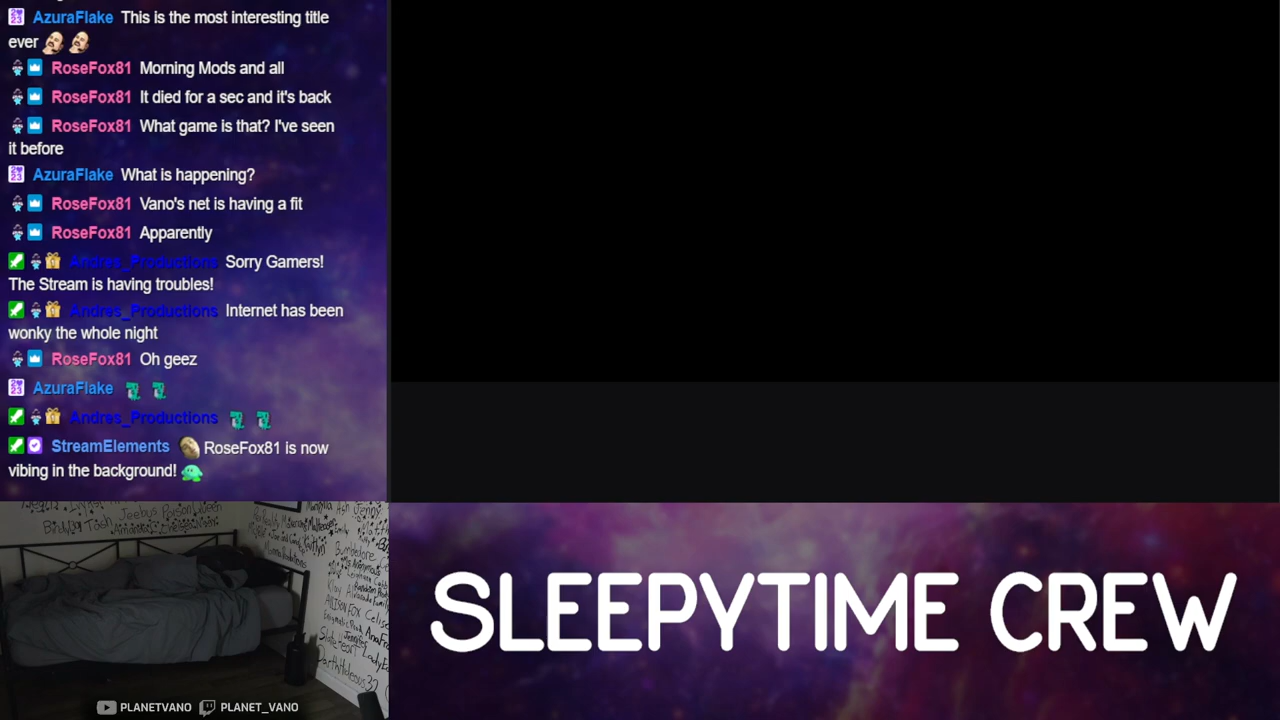 AzuraFlake This is the most interesting title
ever
RoseFox81 Morning Mods and all
RoseFox81 It died for a sec and it's back
RoseFox81 What game is that? I've seen
it before
AzuraFlake What is happening?
RoseFox81 Vano's net is having a fit
RoseFox81 Apparently
Andres_Productions Sorry Gamers!
The Stream is having troubles!
Andres_Productions Internet has been
wonky the whole night
RoseFox81 Oh geez
AzuraFlake
Andres_Productions
StreamElements RoseFox81 is now
vibing in the background!
Jeebus
Tosh
Bumblebone
SLEEPYTIME CREW
PLANETVANO PLANET_VANO